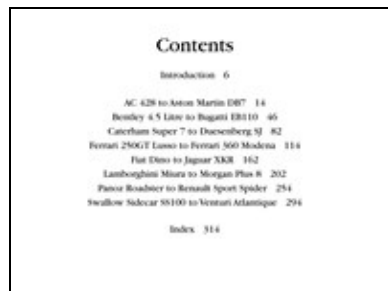 Contents
Introduction 6
AC 428 to Aston Martin DB7 14
Bentley 4.5 Litre to Bugatti EB110 46
Caterham Super 7 to Duesenberg SJ 82
Ferrari 250GT Lusso to Ferrari 360 Modena 114
Fiat Dino to Jaguar XKR 162
Lamborghini Miura to Morgan Plus 8 202
Panoz Roadster to Renault Sport Spider 254
Swallow Sidecar SS100 to Venturi Atlantique 294
Index 314